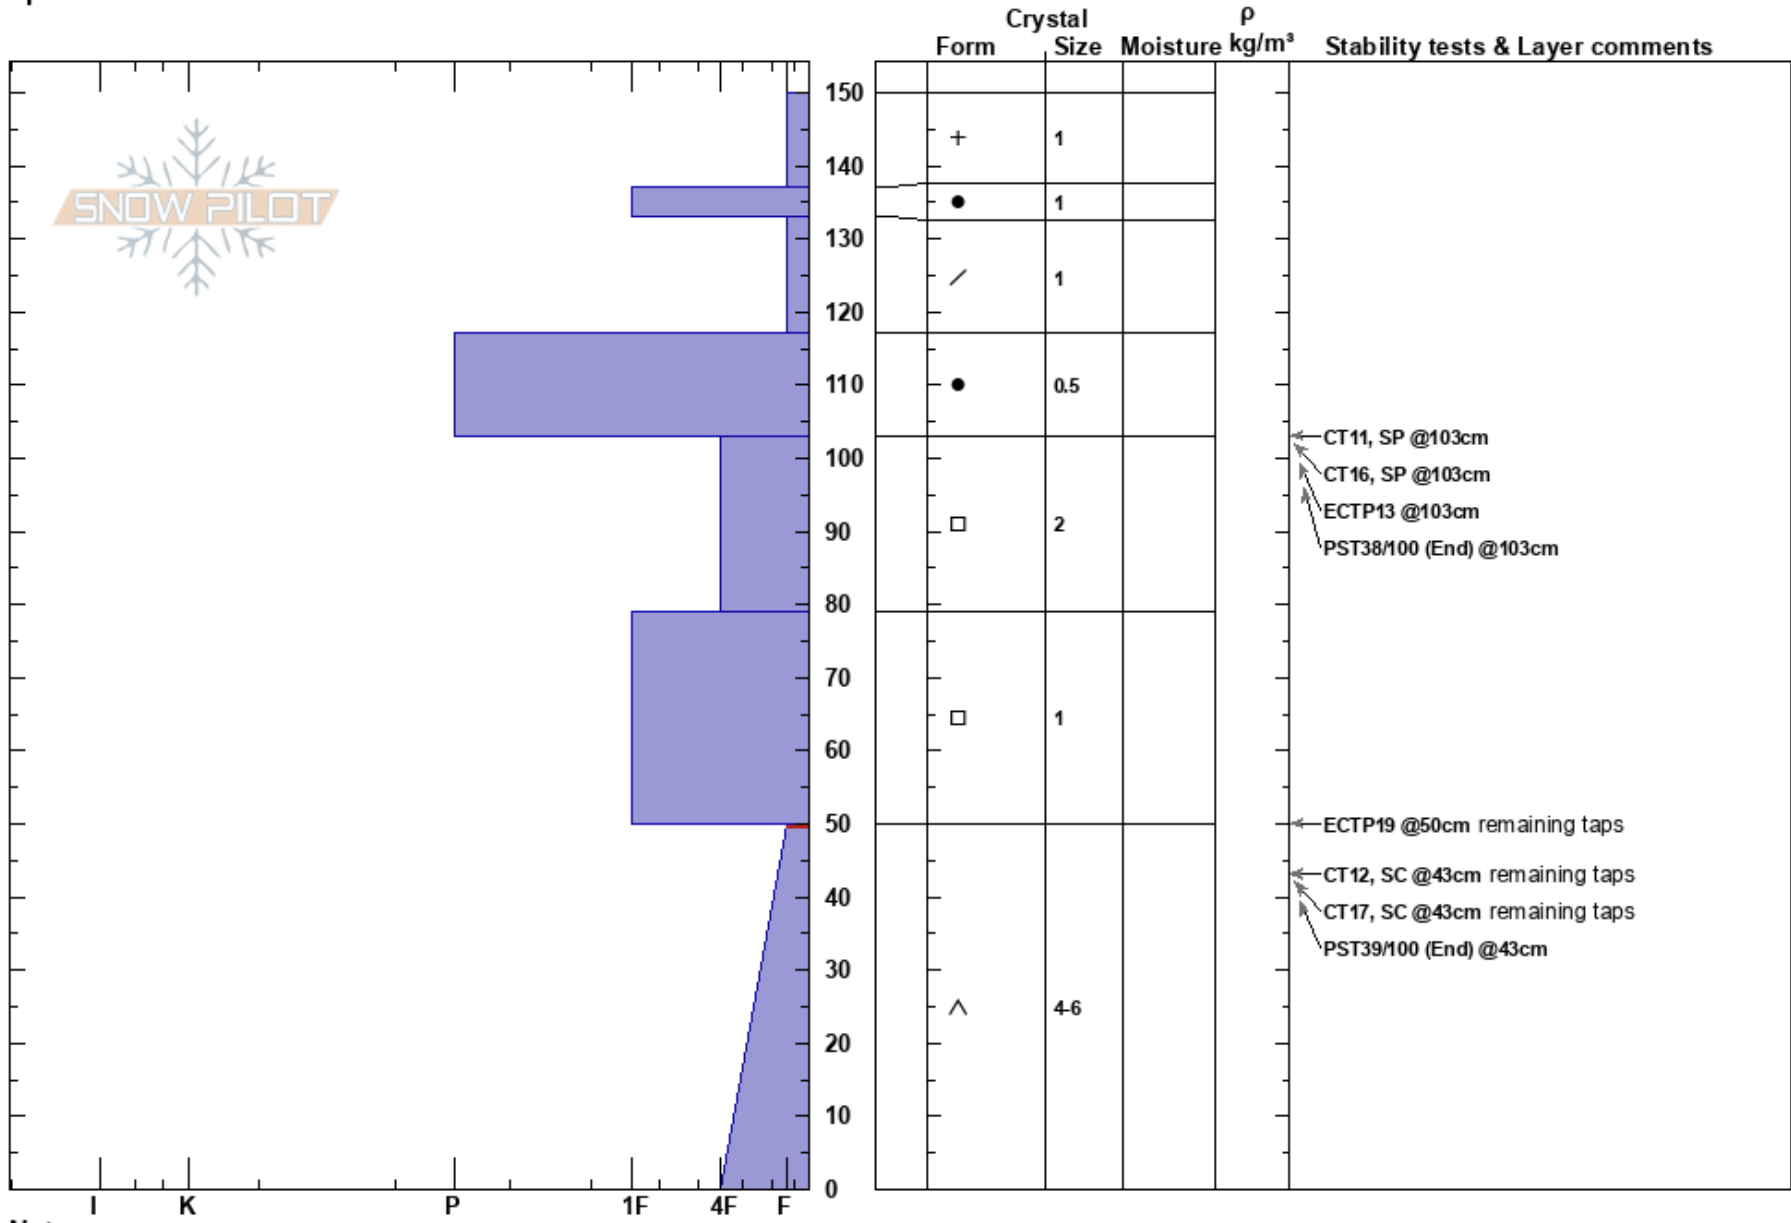 Crystal
ρ
Form Size Moisture kg/m³ Stability tests & Layer comments
150
+ 1
140
1
130
/ 1
120
110 0.5
CT11, SP @103cm
100
CT16, SP @103cm
ECTP13 @103cm
90 2
PST38/100 (End) @103cm
80
70
1
60
50 ECTP19 @50cm remaining taps
CT12, SC @43cm remaining taps
40
CT17, SC @43cm remaining taps
PST39/100 (End) @43cm
30
4-6
20
10
0
I K P 1F 4F F
SNOW PILOT